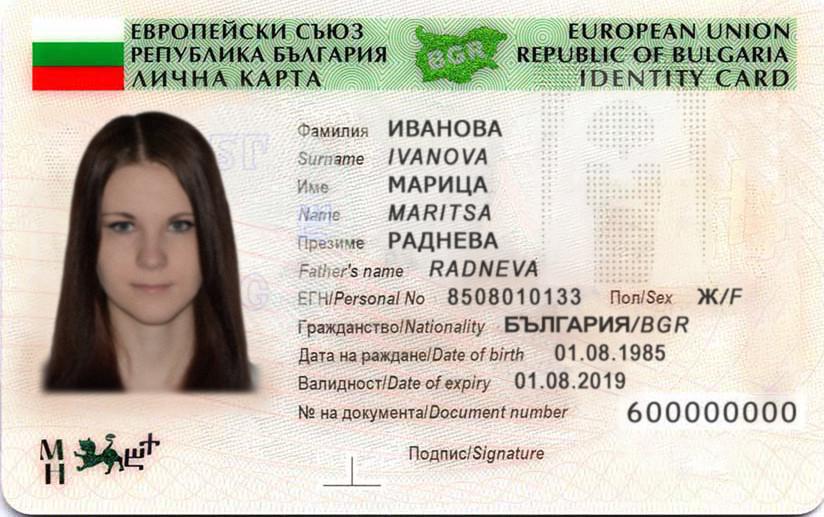 ЕВРОПЕЙСКИ СЪЮЗ
РЕПУБЛИКА БЪЛГАРИЯ
ЛИЧНА КАРТА
BGR
EUROPEAN UNION
REPUBLIC OF BULGARIA
IDENTITY CARD
Фамилия ИВАНОВА
Surname IVANOVA
Име МАРИЦА
Name MARITSA
Презиме РАДНЕВА
Father's name RADNEVA
ЕГН/Personal No 8508010133 Пол/Sex Ж/F
Гражданство/Nationality БЪЛГАРИЯ/BGR
Дата на раждане/Date of birth 01.08.1985
Валидност/Date of expiry 01.08.2019
№ на документа/Document number 600000000
Подпис/Signature
М
Н